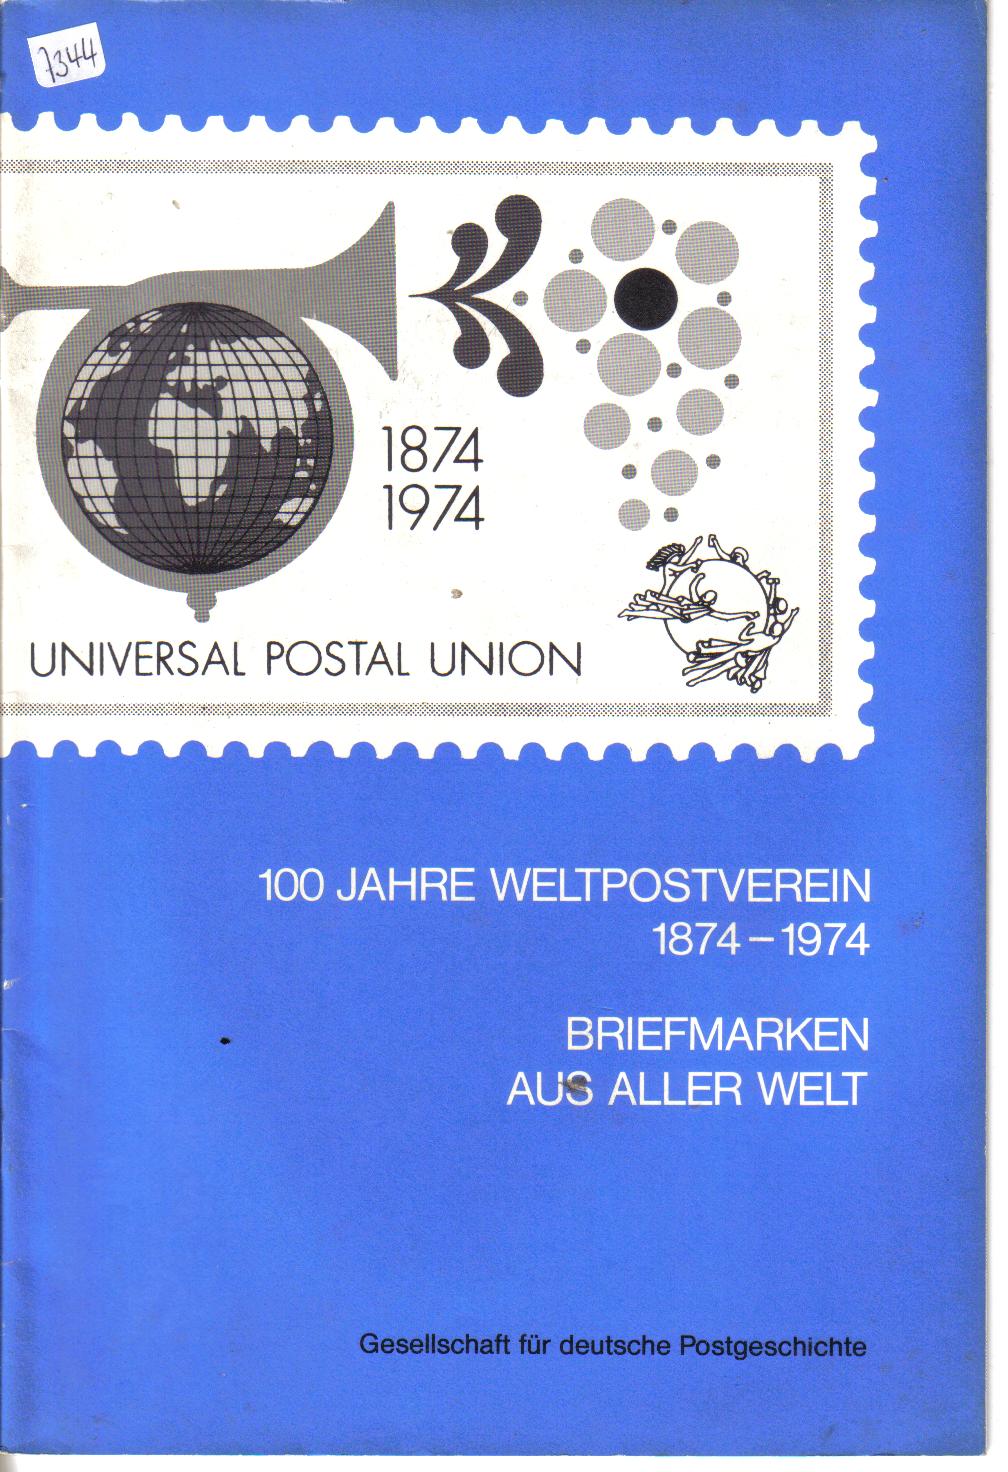 7344
1874
1974
UNIVERSAL POSTAL UNION
100 JAHRE WELTPOSTVEREIN
1874–1974
BRIEFMARKEN
AUS ALLER WELT
Gesellschaft für deutsche Postgeschichte